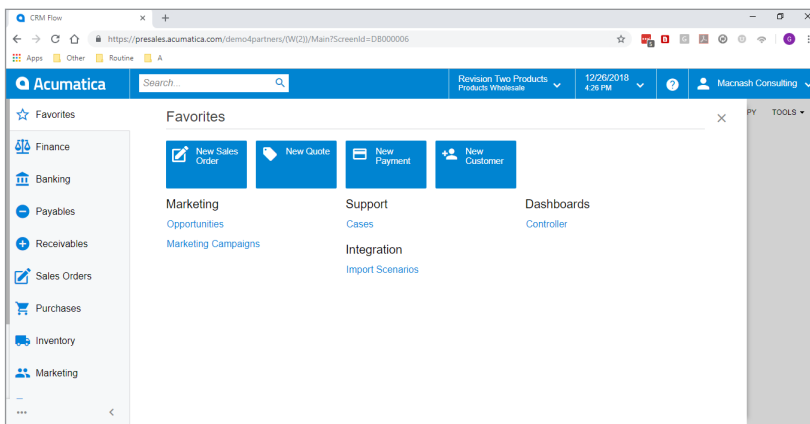 CRM Flow
https://presales.acumatica.com/demo4partners/(W(2))/Main?ScreenId=DB000006
Apps Other Routine A
Acumatica
Search...
Revision Two Products
Products Wholesale
12/26/2018
4:26 PM
?
Macnash Consulting
Favorites
Finance
Banking
Payables
Receivables
Sales Orders
Purchases
Inventory
Marketing
Favorites
PY TOOLS
New Sales
Order
New Quote
New
Payment
New
Customer
Marketing
Opportunities
Marketing Campaigns
Support
Cases
Integration
Import Scenarios
Dashboards
Controller